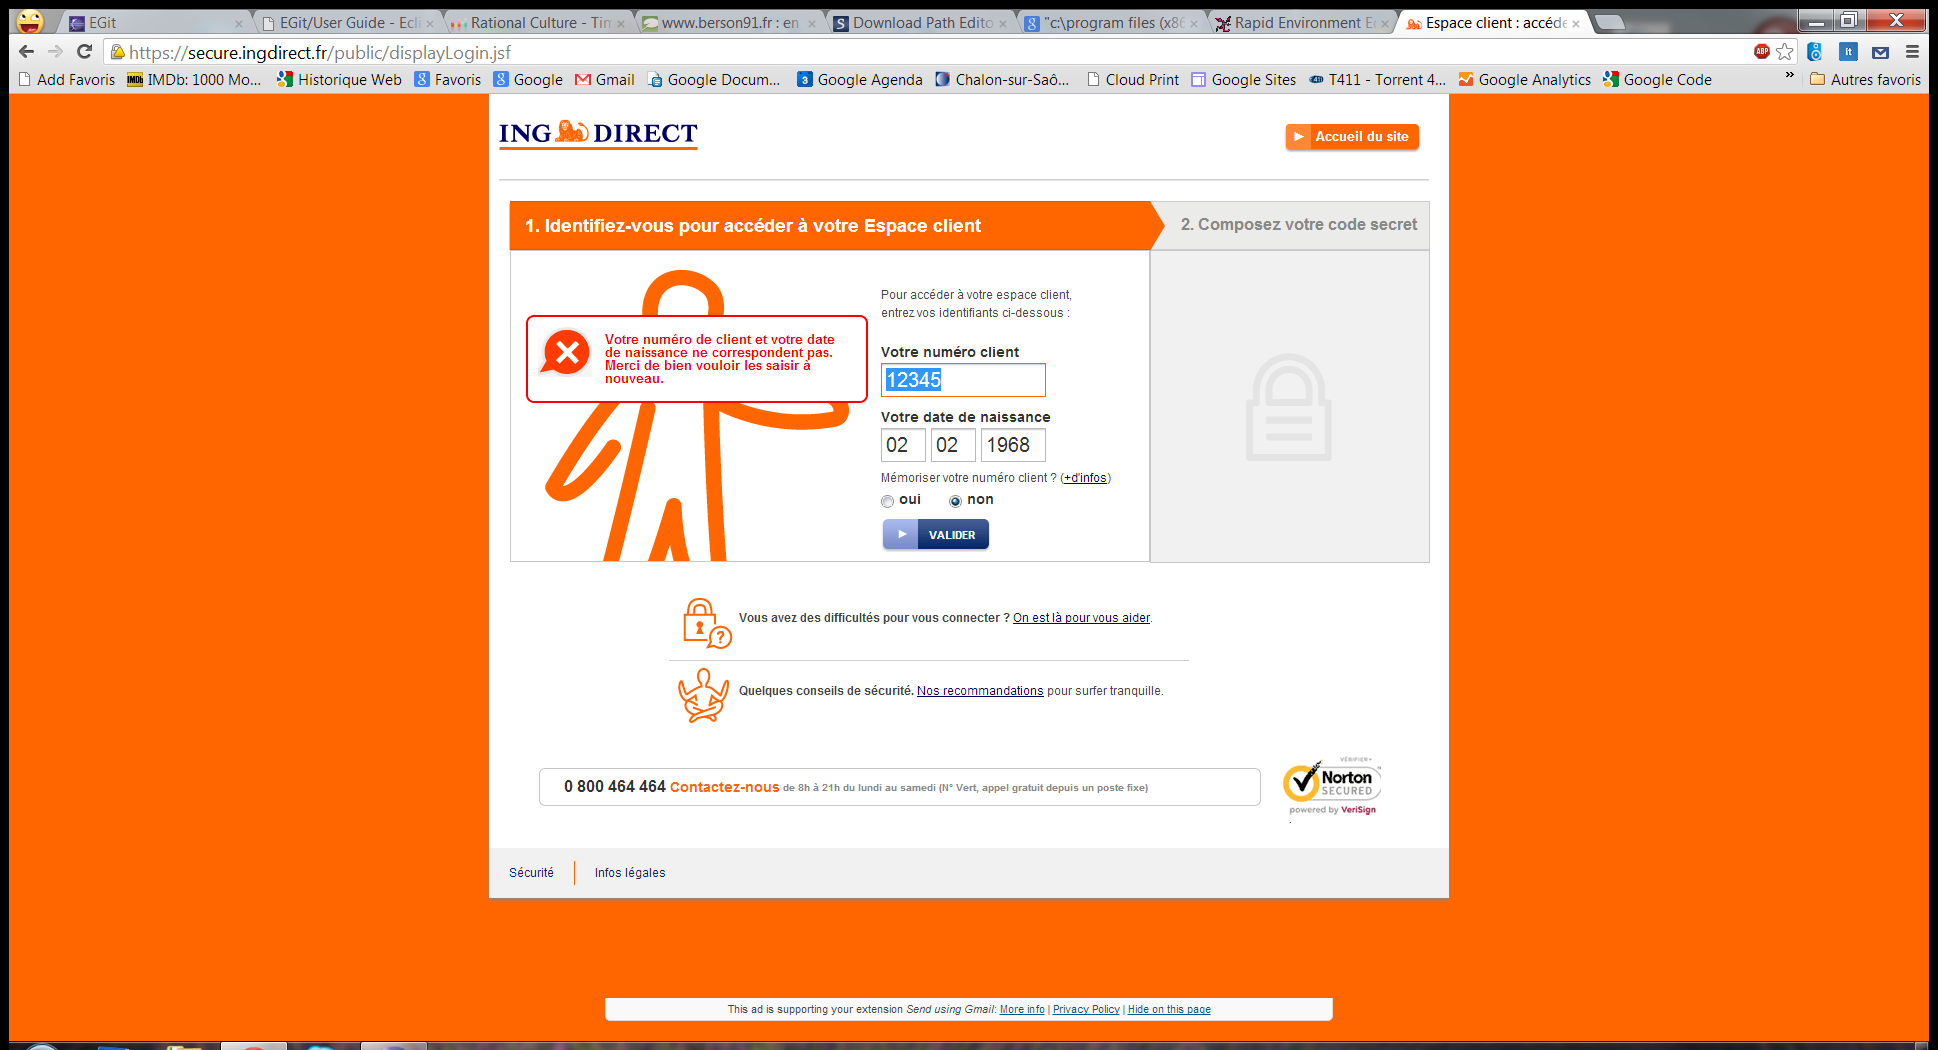 EGit
EGit/User Guide - Ecli
Rational Culture - Tim
www.berson91.fr : en
Download Path Edito
"c:\program files (x86
Rapid Environment E
Espace client : accéde
https://secure.ingdirect.fr/public/displayLogin.jsf
ABP
It
Add Favoris
IMDb
IMDb: 1000 Mo...
Historique Web
Favoris
Google
Gmail
Google Docum...
3
Google Agenda
Chalon-sur-Saô...
Cloud Print
Google Sites
T411 - Torrent 4...
Google Analytics
Google Code
»
Autres favoris
ING DIRECT
Accueil du site
1. Identifiez-vous pour accéder à votre Espace client
2. Composez votre code secret
Pour accéder à votre espace client,
entrez vos identifiants ci-dessous :
Votre numéro de client et votre date
de naissance ne correspondent pas.
Merci de bien vouloir les saisir à
nouveau.
Votre numéro client
12345
Votre date de naissance
02 02 1968
Mémoriser votre numéro client ? (+d'infos)
oui non
VALIDER
Vous avez des difficultés pour vous connecter ? On est là pour vous aider.
Quelques conseils de sécurité. Nos recommandations pour surfer tranquille.
0 800 464 464 Contactez-nous de 8h à 21h du lundi au samedi (N° Vert, appel gratuit depuis un poste fixe)
VÉRIFIER
Norton
SECURED
powered by VeriSign
Sécurité
Infos légales
This ad is supporting your extension Send using Gmail: More info | Privacy Policy | Hide on this page